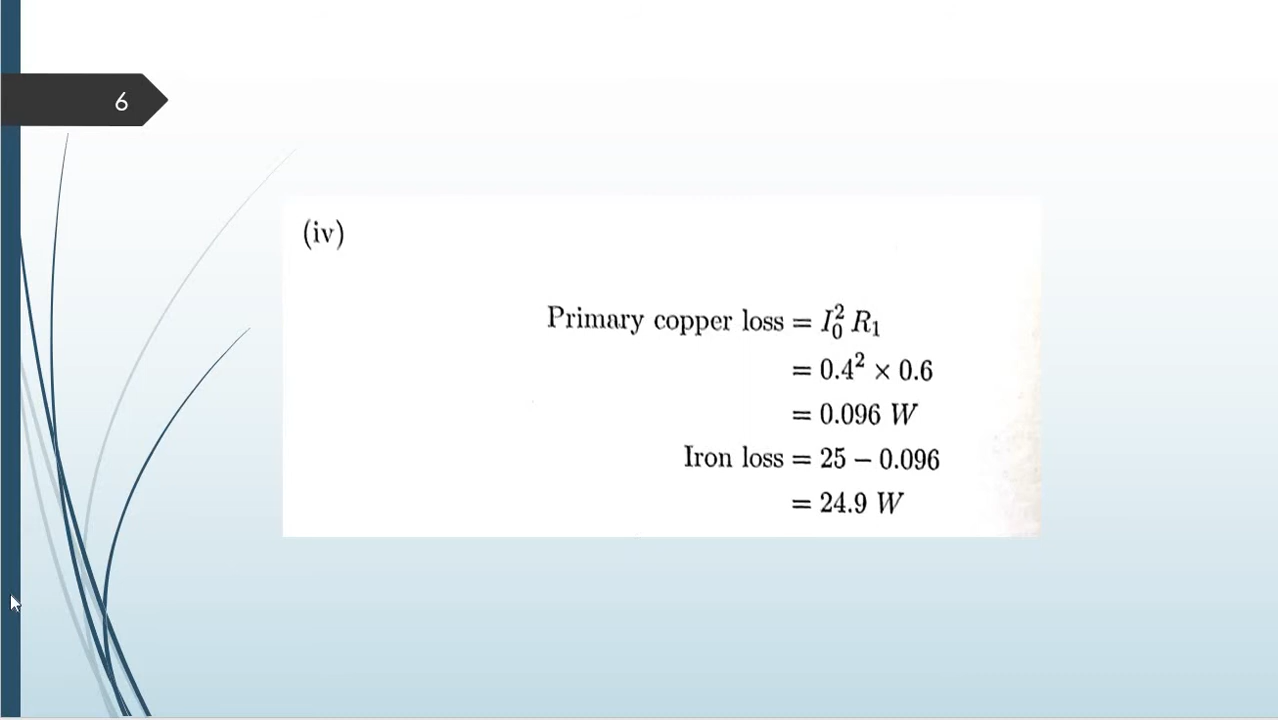 6
(iv)
Primary copper loss = I₀² R₁
= 0.4² × 0.6
= 0.096 W
Iron loss = 25 − 0.096
= 24.9 W